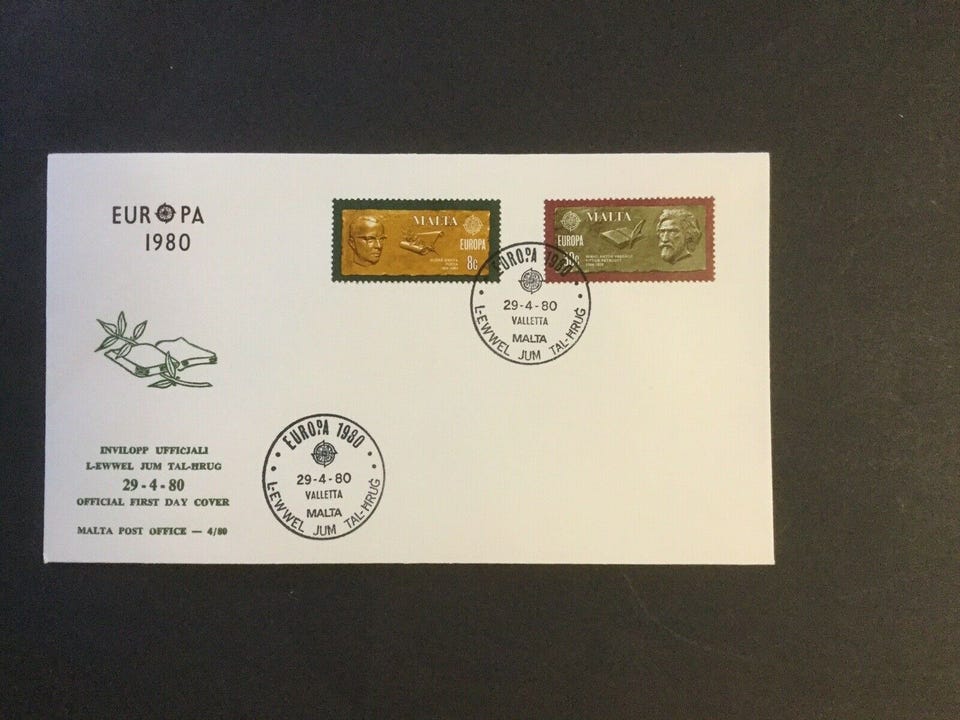 EUROPA
1980
INVILOPP UFFICJALI
L-EWWEL JUM TAL-HRUG
29-4-80
OFFICIAL FIRST DAY COVER
MALTA POST OFFICE — 4/80
EUROPA 1980
29-4-80
VALLETTA
MALTA
L-EWWEL JUM TAL-HRUG
MALTA
EUROPA
8c
MALTA
EUROPA
30c
EUROPA 1980
29-4-80
VALLETTA
MALTA
L-EWWEL JUM TAL-HRUG